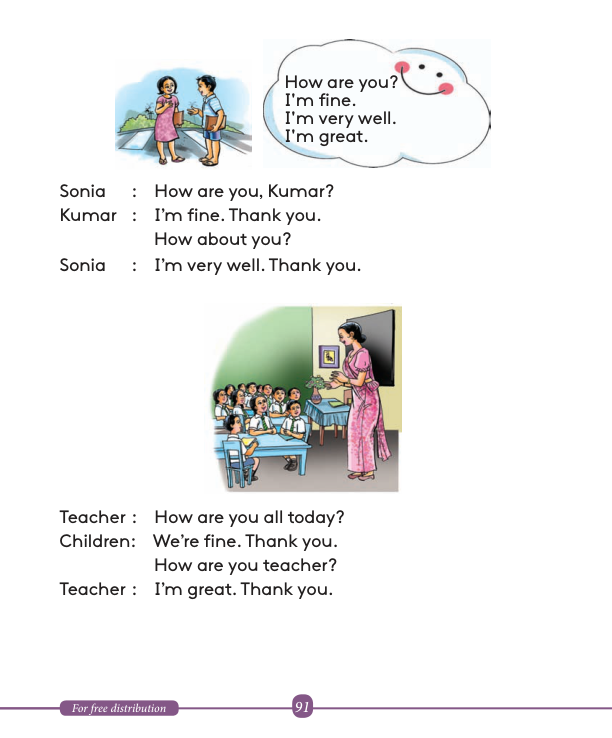 How are you?
I'm fine.
I'm very well.
I'm great.
Sonia : How are you, Kumar?
Kumar : I'm fine. Thank you.
How about you?
Sonia : I'm very well. Thank you.
Teacher : How are you all today?
Children: We're fine. Thank you.
How are you teacher?
Teacher : I'm great. Thank you.
For free distribution
91